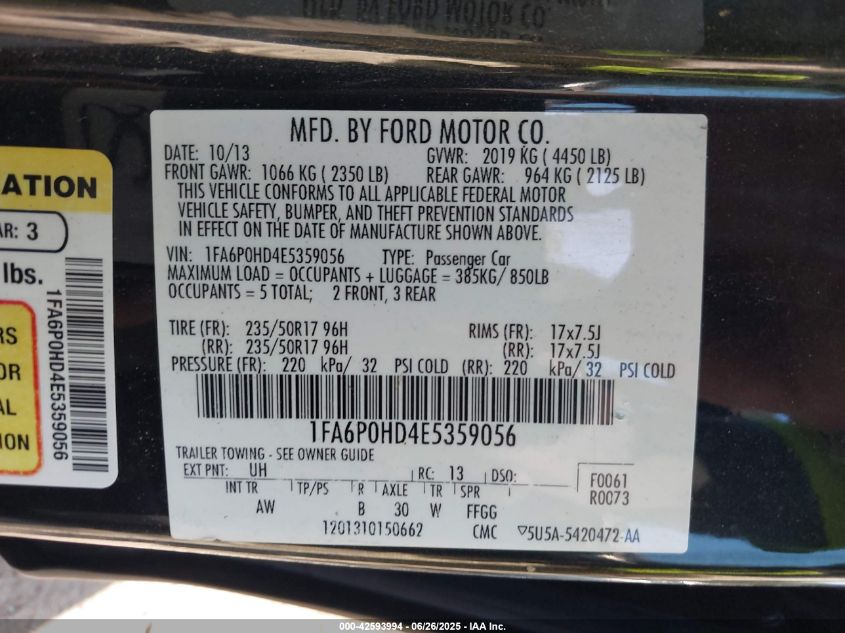 MFD. BY FORD MOTOR CO.
DATE: 10/13 GVWR: 2019 KG ( 4450 LB)
FRONT GAWR: 1066 KG ( 2350 LB) REAR GAWR: 964 KG ( 2125 LB)
THIS VEHICLE CONFORMS TO ALL APPLICABLE FEDERAL MOTOR
VEHICLE SAFETY, BUMPER, AND THEFT PREVENTION STANDARDS
IN EFFECT ON THE DATE OF MANUFACTURE SHOWN ABOVE.
VIN: 1FA6P0HD4E5359056 TYPE: Passenger Car
MAXIMUM LOAD = OCCUPANTS + LUGGAGE = 385KG/ 850LB
OCCUPANTS = 5 TOTAL; 2 FRONT, 3 REAR
TIRE (FR): 235/50R17 96H RIMS (FR): 17x7.5J
(RR): 235/50R17 96H (RR): 17x7.5J
PRESSURE (FR): 220 kPa/ 32 PSI COLD (RR): 220 kPa/ 32 PSI COLD
1FA6P0HD4E5359056
TRAILER TOWING - SEE OWNER GUIDE
EXT PNT: UH RC: 13 DSO: F0061
INT TR TP/PS R AXLE TR SPR R0073
AW B 30 W FFGG
1201310150662 CMC ▽5U5A-5420472-AA
ATION
AR: 3
lbs.
RS
OR
AL
ION
1FA6P0HD4E5359056
000-42593994 / 06/26/2025 / IAA Inc.